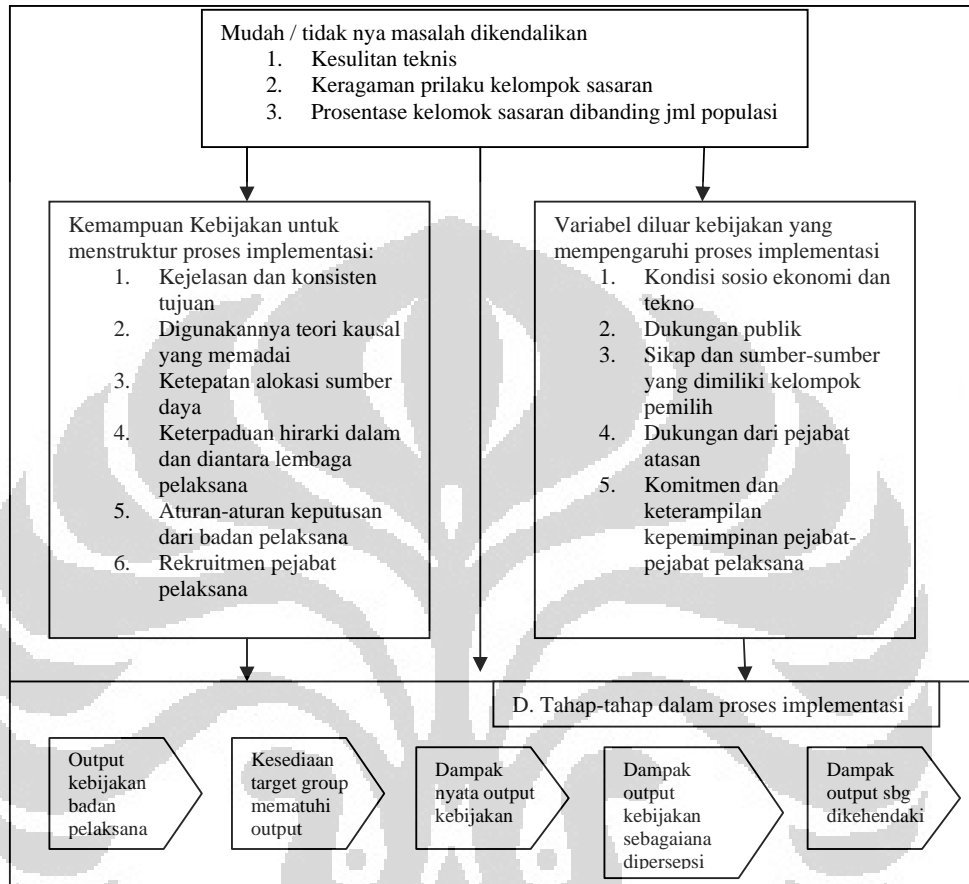 Mudah / tidak nya masalah dikendalikan
1. Kesulitan teknis
2. Keragaman prilaku kelompok sasaran
3. Prosentase kelomok sasaran dibanding jml populasi
Kemampuan Kebijakan untuk
menstruktur proses implementasi:
1. Kejelasan dan konsisten
tujuan
2. Digunakannya teori kausal
yang memadai
3. Ketepatan alokasi sumber
daya
4. Keterpaduan hirarki dalam
dan diantara lembaga
pelaksana
5. Aturan-aturan keputusan
dari badan pelaksana
6. Rekruitmen pejabat
pelaksana
Variabel diluar kebijakan yang
mempengaruhi proses implementasi
1. Kondisi sosio ekonomi dan
tekno
2. Dukungan publik
3. Sikap dan sumber-sumber
yang dimiliki kelompok
pemilih
4. Dukungan dari pejabat
atasan
5. Komitmen dan
keterampilan
kepemimpinan pejabat-
pejabat pelaksana
D. Tahap-tahap dalam proses implementasi
Output
kebijakan
badan
pelaksana
Kesediaan
target group
mematuhi
output
Dampak
nyata output
kebijakan
Dampak
output
kebijakan
sebagaiana
dipersepsi
Dampak
output sbg
dikehendaki